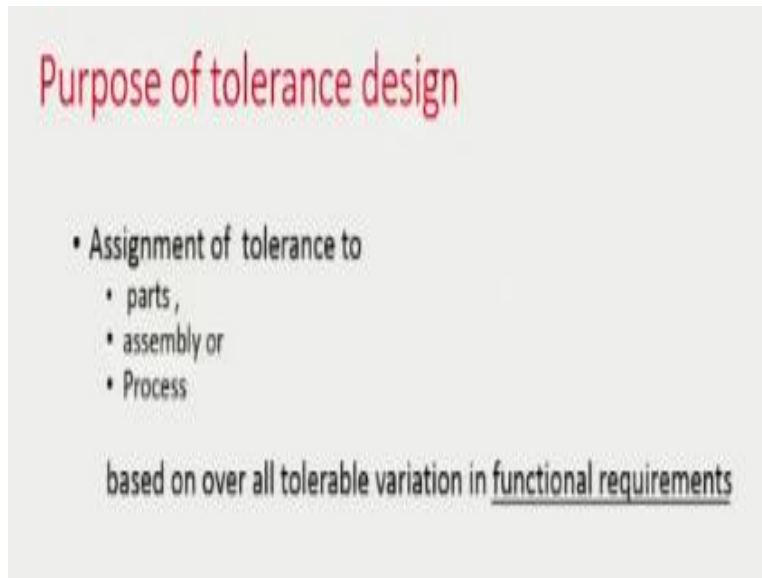 Purpose of tolerance design
• Assignment of tolerance to
• parts ,
• assembly or
• Process
based on over all tolerable variation in functional requirements